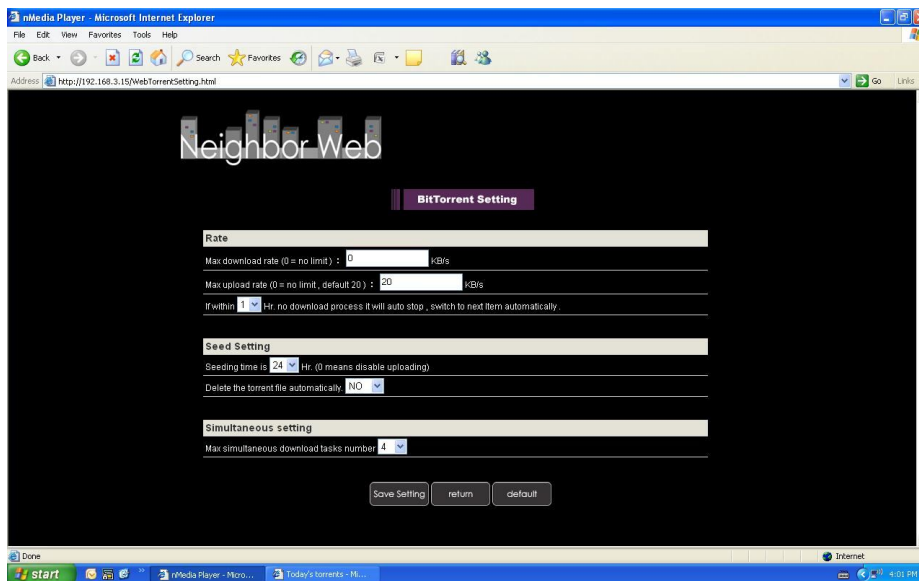 nMedia Player - Microsoft Internet Explorer
File Edit View Favorites Tools Help
Back Search Favorites
Address http://192.168.3.15/WebTorrentSetting.html Go Links
Neighbor Web
BitTorrent Setting
Rate
Max download rate (0 = no limit) : 0 KB/s
Max upload rate (0 = no limit , default 20 ) : 20 KB/s
If within 1 Hr. no download process it will auto stop , switch to next Item automatically .
Seed Setting
Seeding time is 24 Hr. (0 means disable uploading)
Delete the torrent file automatically. NO
Simultaneous setting
Max simultaneous download tasks number 4
Save Setting return default
Done Internet
start nMedia Player - Micro... Today's torrents - Mi... 4:01 PM